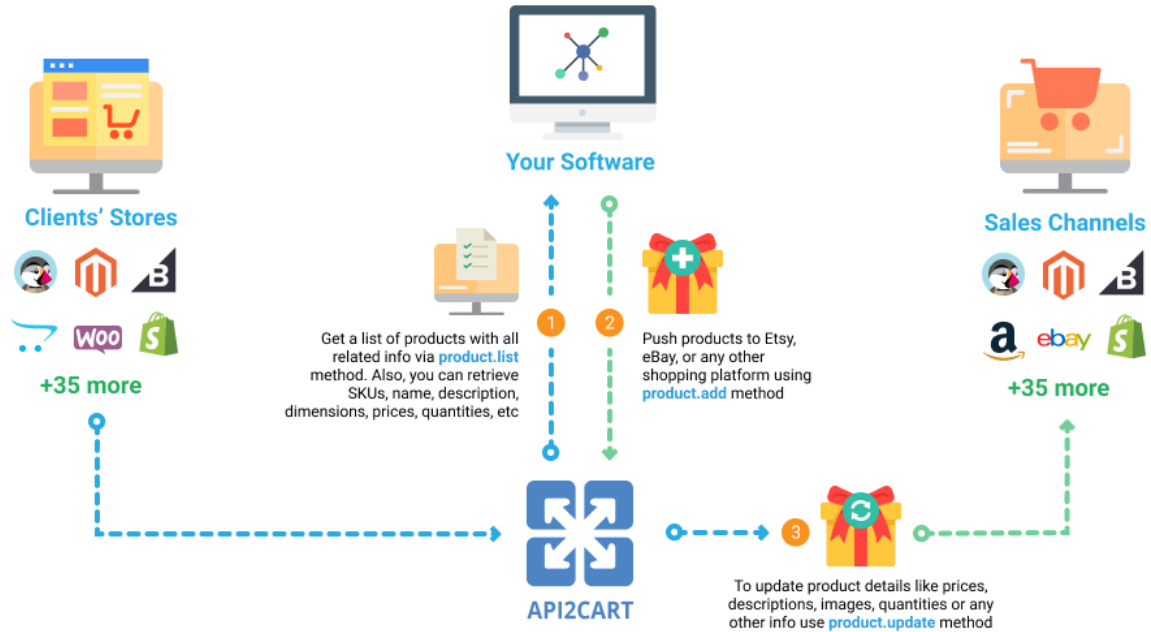 Your Software
Clients’ Stores
B
WOO
S
+35 more
Sales Channels
B
a
ebay
S
+35 more
1
Get a list of products with all
related info via product.list
method. Also, you can retrieve
SKUs, name, description,
dimensions, prices, quantities, etc
2
Push products to Etsy,
eBay, or any other
shopping platform using
product.add method
API2CART
3
To update product details like prices,
descriptions, images, quantities or any
other info use product.update method